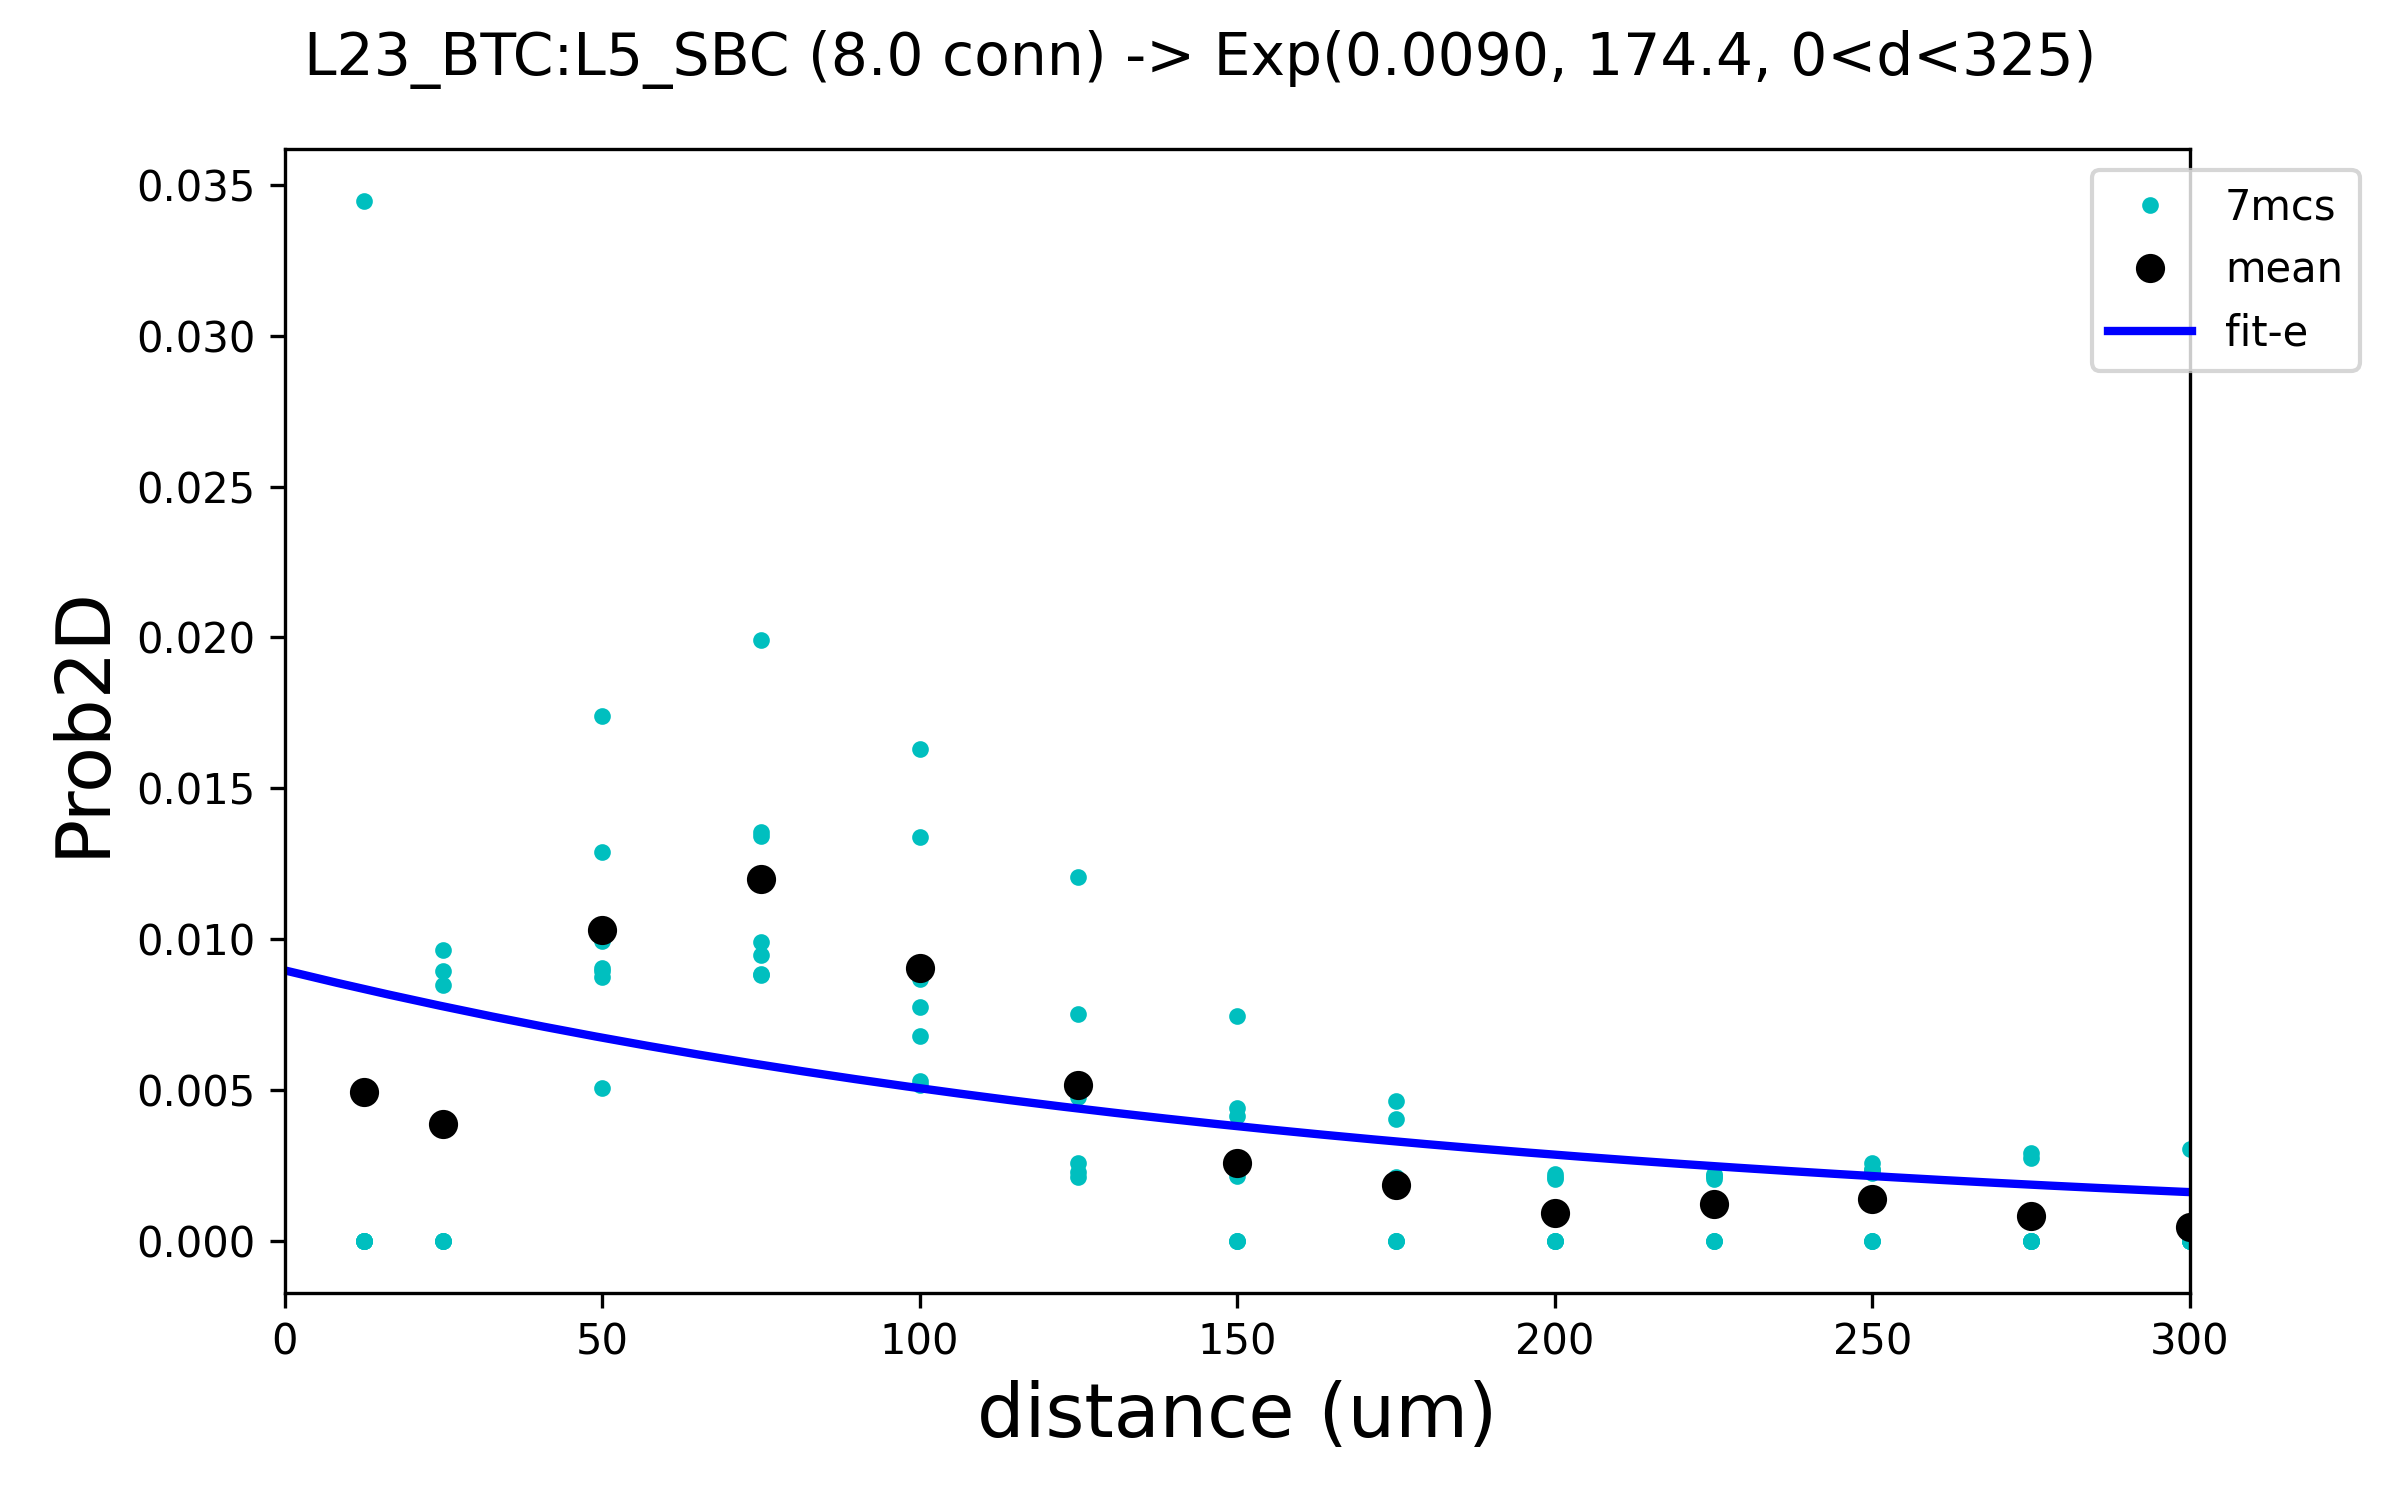 L23_BTC:L5_SBC (8.0 conn) -> Exp(0.0090, 174.4, 0<d<325)
7mcs
mean
fit-e
Prob2D
0.035
0.030
0.025
0.020
0.015
0.010
0.005
0.000
0 50 100 150 200 250 300
distance (um)